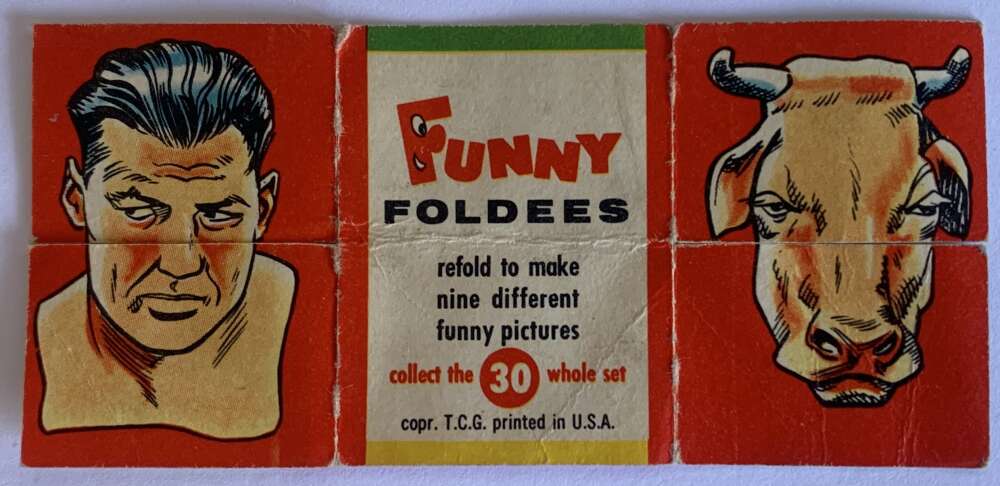 FUNNY
FOLDEES
refold to make
nine different
funny pictures
collect the 30 whole set
copr. T.C.G. printed in U.S.A.